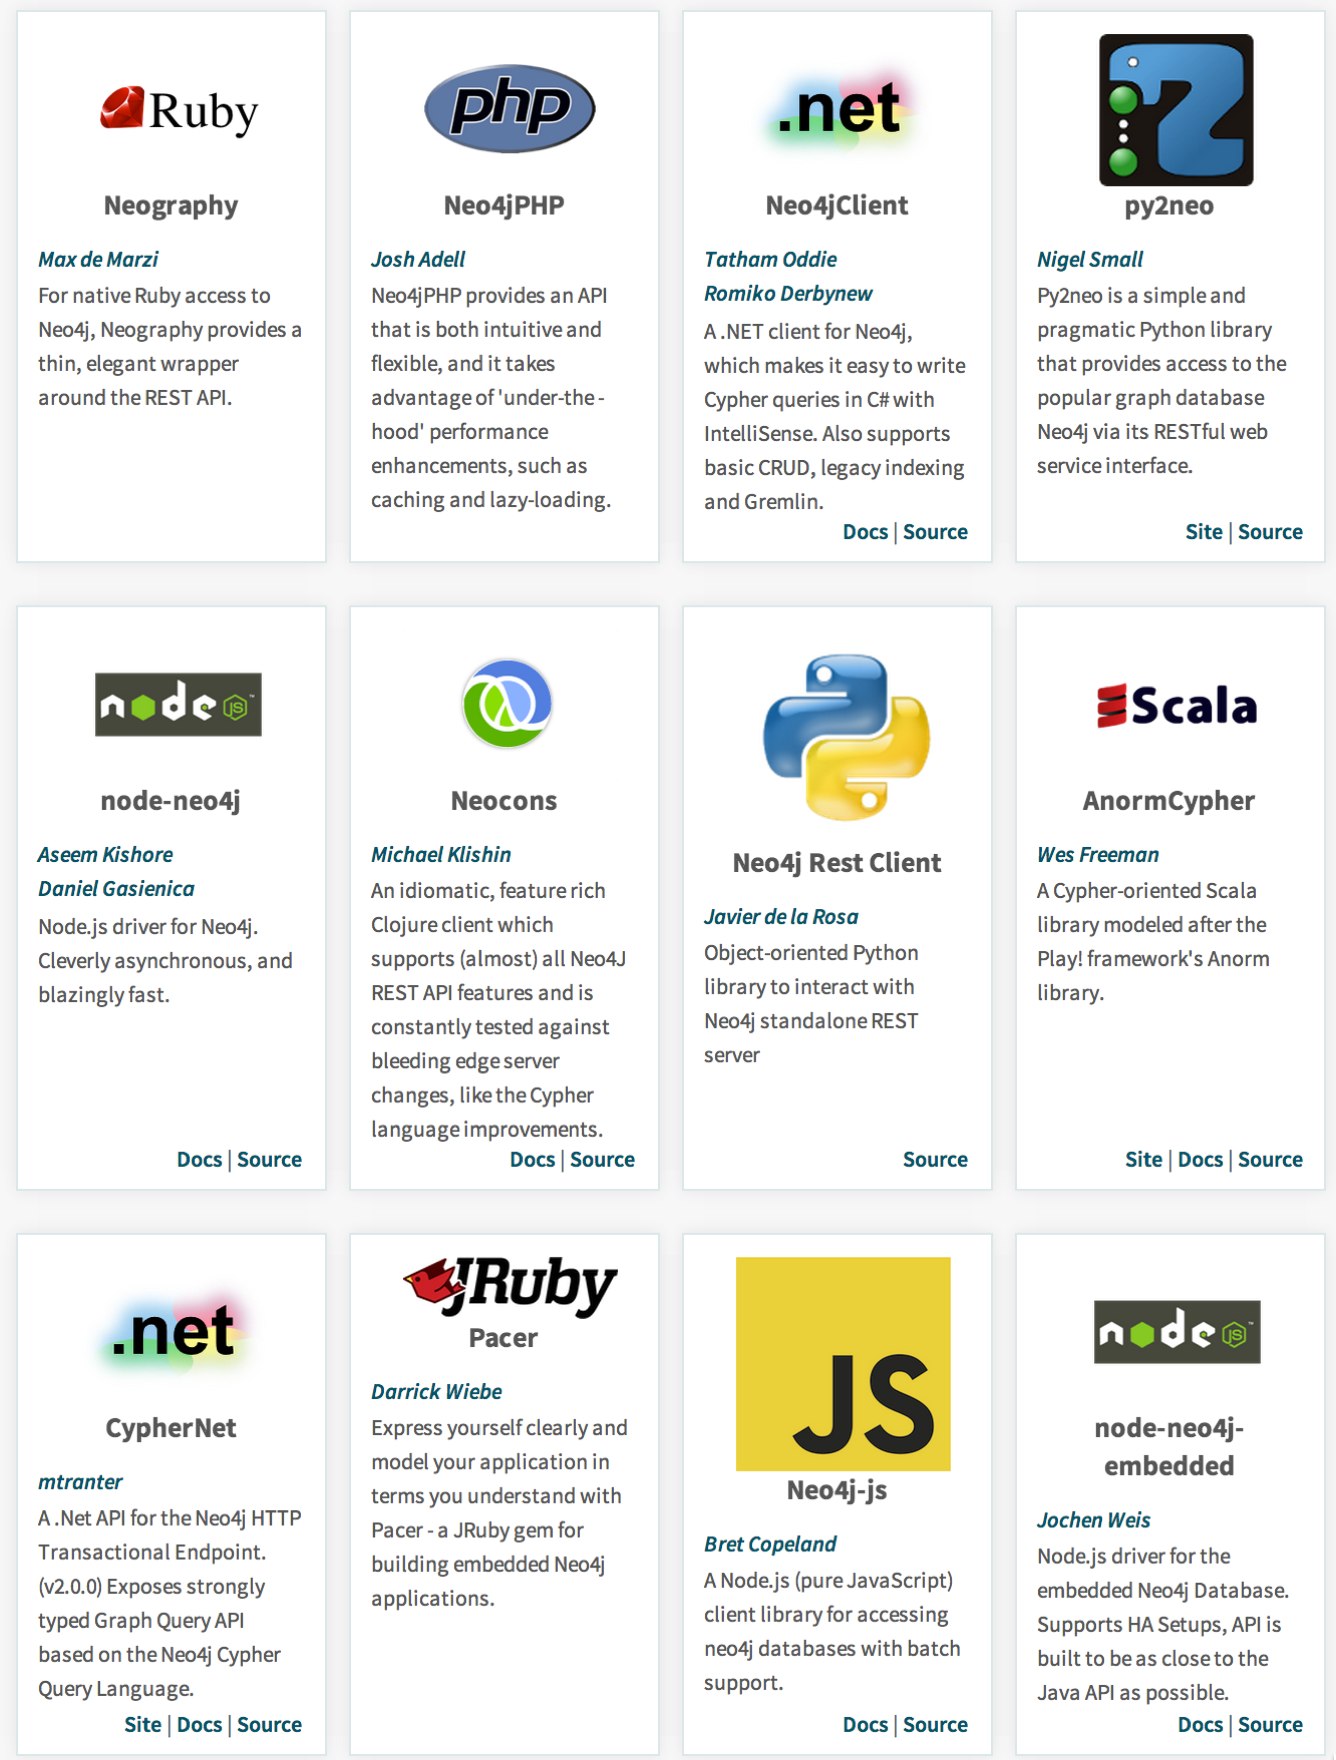 Ruby
Neography
Max de Marzi
For native Ruby access to
Neo4j, Neography provides a
thin, elegant wrapper
around the REST API.
php
Neo4jPHP
Josh Adell
Neo4jPHP provides an API
that is both intuitive and
flexible, and it takes
advantage of 'under-the-
hood' performance
enhancements, such as
caching and lazy-loading.
.net
Neo4jClient
Tatham Oddie
Romiko Derbynew
A .NET client for Neo4j,
which makes it easy to write
Cypher queries in C# with
IntelliSense. Also supports
basic CRUD, legacy indexing
and Gremlin.
Docs | Source
2
py2neo
Nigel Small
Py2neo is a simple and
pragmatic Python library
that provides access to the
popular graph database
Neo4j via its RESTful web
service interface.
Site | Source
node JS™
node-neo4j
Aseem Kishore
Daniel Gasienica
Node.js driver for Neo4j.
Cleverly asynchronous, and
blazingly fast.
Docs | Source
Neocons
Michael Klishin
An idiomatic, feature rich
Clojure client which
supports (almost) all Neo4J
REST API features and is
constantly tested against
bleeding edge server
changes, like the Cypher
language improvements.
Docs | Source
Neo4j Rest Client
Javier de la Rosa
Object-oriented Python
library to interact with
Neo4j standalone REST
server
Source
Scala
AnormCypher
Wes Freeman
A Cypher-oriented Scala
library modeled after the
Play! framework's Anorm
library.
Site | Docs | Source
.net
CypherNet
mtranter
A .Net API for the Neo4j HTTP
Transactional Endpoint.
(v2.0.0) Exposes strongly
typed Graph Query API
based on the Neo4j Cypher
Query Language.
Site | Docs | Source
JRuby
Pacer
Darrick Wiebe
Express yourself clearly and
model your application in
terms you understand with
Pacer - a JRuby gem for
building embedded Neo4j
applications.
JS
Neo4j-js
Bret Copeland
A Node.js (pure JavaScript)
client library for accessing
neo4j databases with batch
support.
Docs | Source
node JS™
node-neo4j-
embedded
Jochen Weis
Node.js driver for the
embedded Neo4j Database.
Supports HA Setups, API is
built to be as close to the
Java API as possible.
Docs | Source